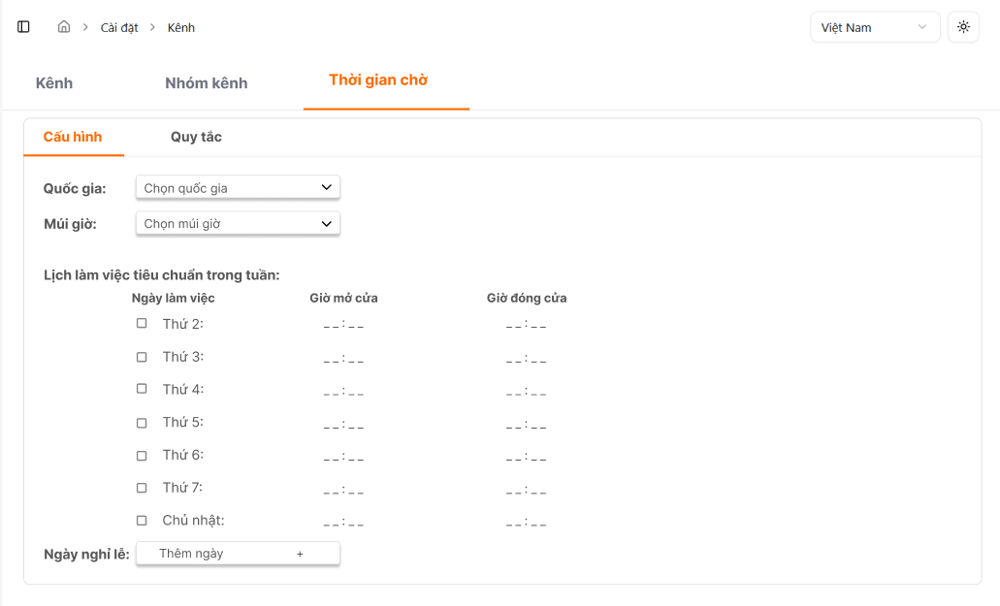 Cài đặt Kênh Việt Nam
Kênh Nhóm kênh Thời gian chờ
Cấu hình Quy tắc
Quốc gia: Chọn quốc gia
Múi giờ: Chọn múi giờ
Lịch làm việc tiêu chuẩn trong tuần:
Ngày làm việc Giờ mở cửa Giờ đóng cửa
Thứ 2: _ _ : _ _ _ _ : _ _
Thứ 3: _ _ : _ _ _ _ : _ _
Thứ 4: _ _ : _ _ _ _ : _ _
Thứ 5: _ _ : _ _ _ _ : _ _
Thứ 6: _ _ : _ _ _ _ : _ _
Thứ 7: _ _ : _ _ _ _ : _ _
Chủ nhật: _ _ : _ _ _ _ : _ _
Ngày nghỉ lễ: Thêm ngày +